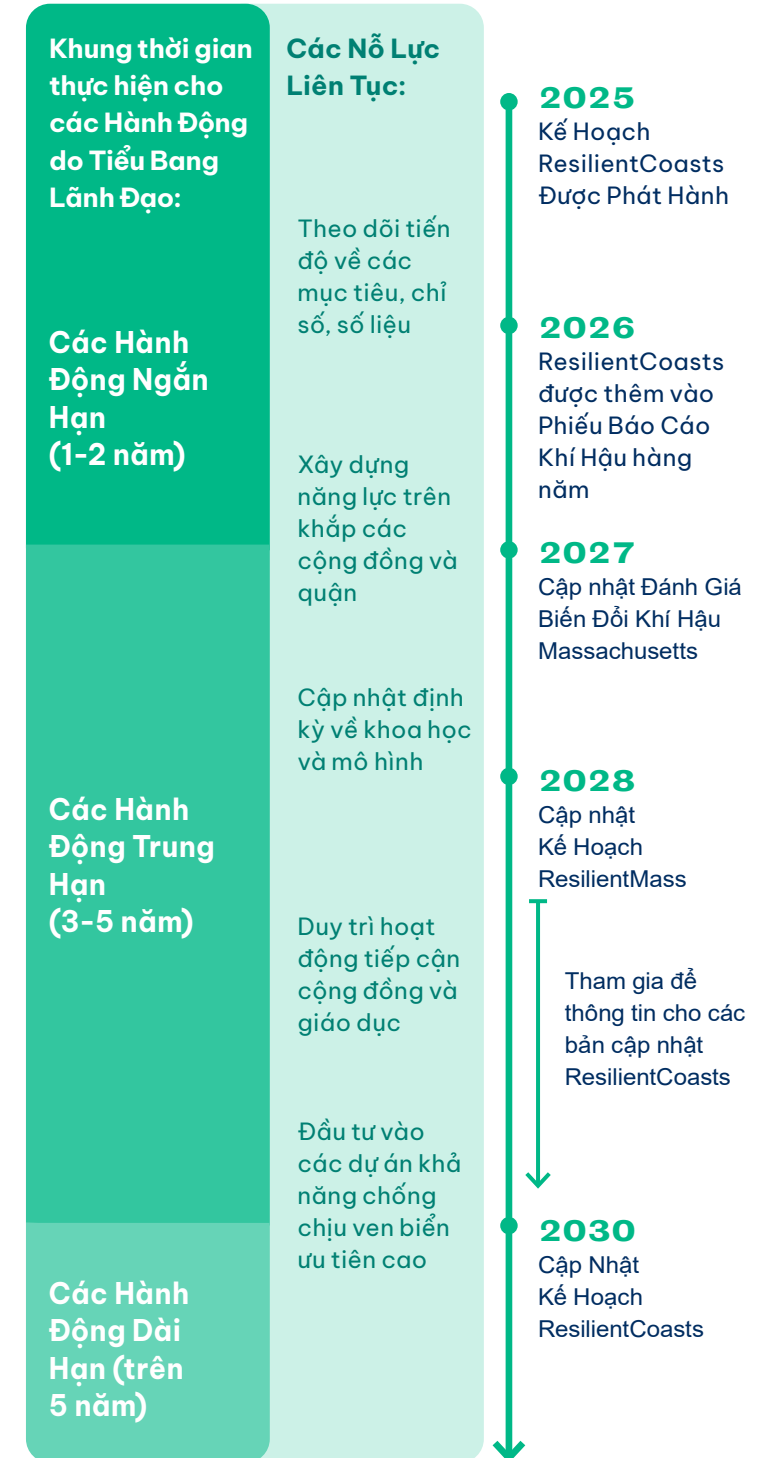 Khung thời gian
thực hiện cho
các Hành Động
do Tiểu Bang
Lãnh Đạo:
Các Hành
Động Ngắn
Hạn
(1-2 năm)
Các Hành
Động Trung
Hạn
(3-5 năm)
Các Hành
Động Dài
Hạn (trên
5 năm)
Các Nỗ Lực
Liên Tục:
Theo dõi tiến
độ về các
mục tiêu, chỉ
số, số liệu
Xây dựng
năng lực trên
khắp các
cộng đồng và
quận
Cập nhật định
kỳ về khoa học
và mô hình
Duy trì hoạt
động tiếp cận
cộng đồng và
giáo dục
Đầu tư vào
các dự án khả
năng chống
chịu ven biển
ưu tiên cao
2025
Kế Hoạch
ResilientCoasts
Được Phát Hành
2026
ResilientCoasts
được thêm vào
Phiếu Báo Cáo
Khí Hậu hàng
năm
2027
Cập nhật Đánh Giá
Biến Đổi Khí Hậu
Massachusetts
2028
Cập nhật
Kế Hoạch
ResilientMass
Tham gia để
thông tin cho các
bản cập nhật
ResilientCoasts
2030
Cập Nhật
Kế Hoạch
ResilientCoasts